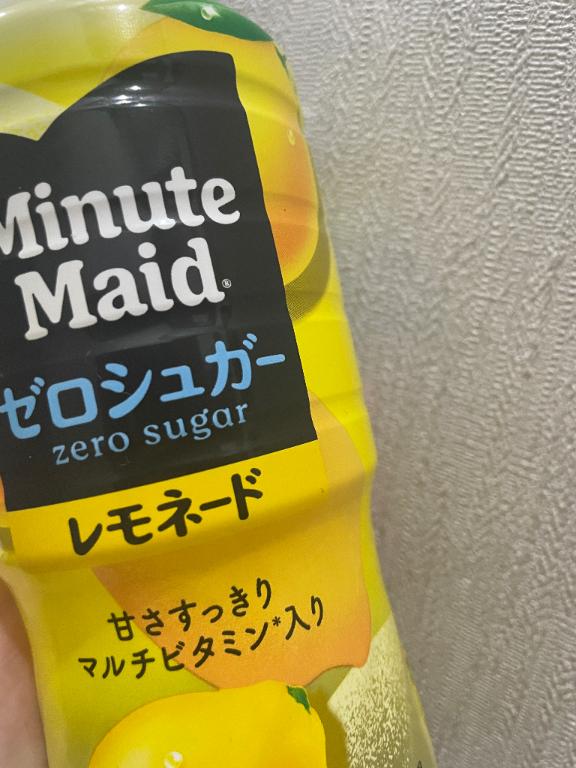 Minute
Maid®
ゼロシュガー
zero sugar
レモネード
甘さすっきり
マルチビタミン*入り